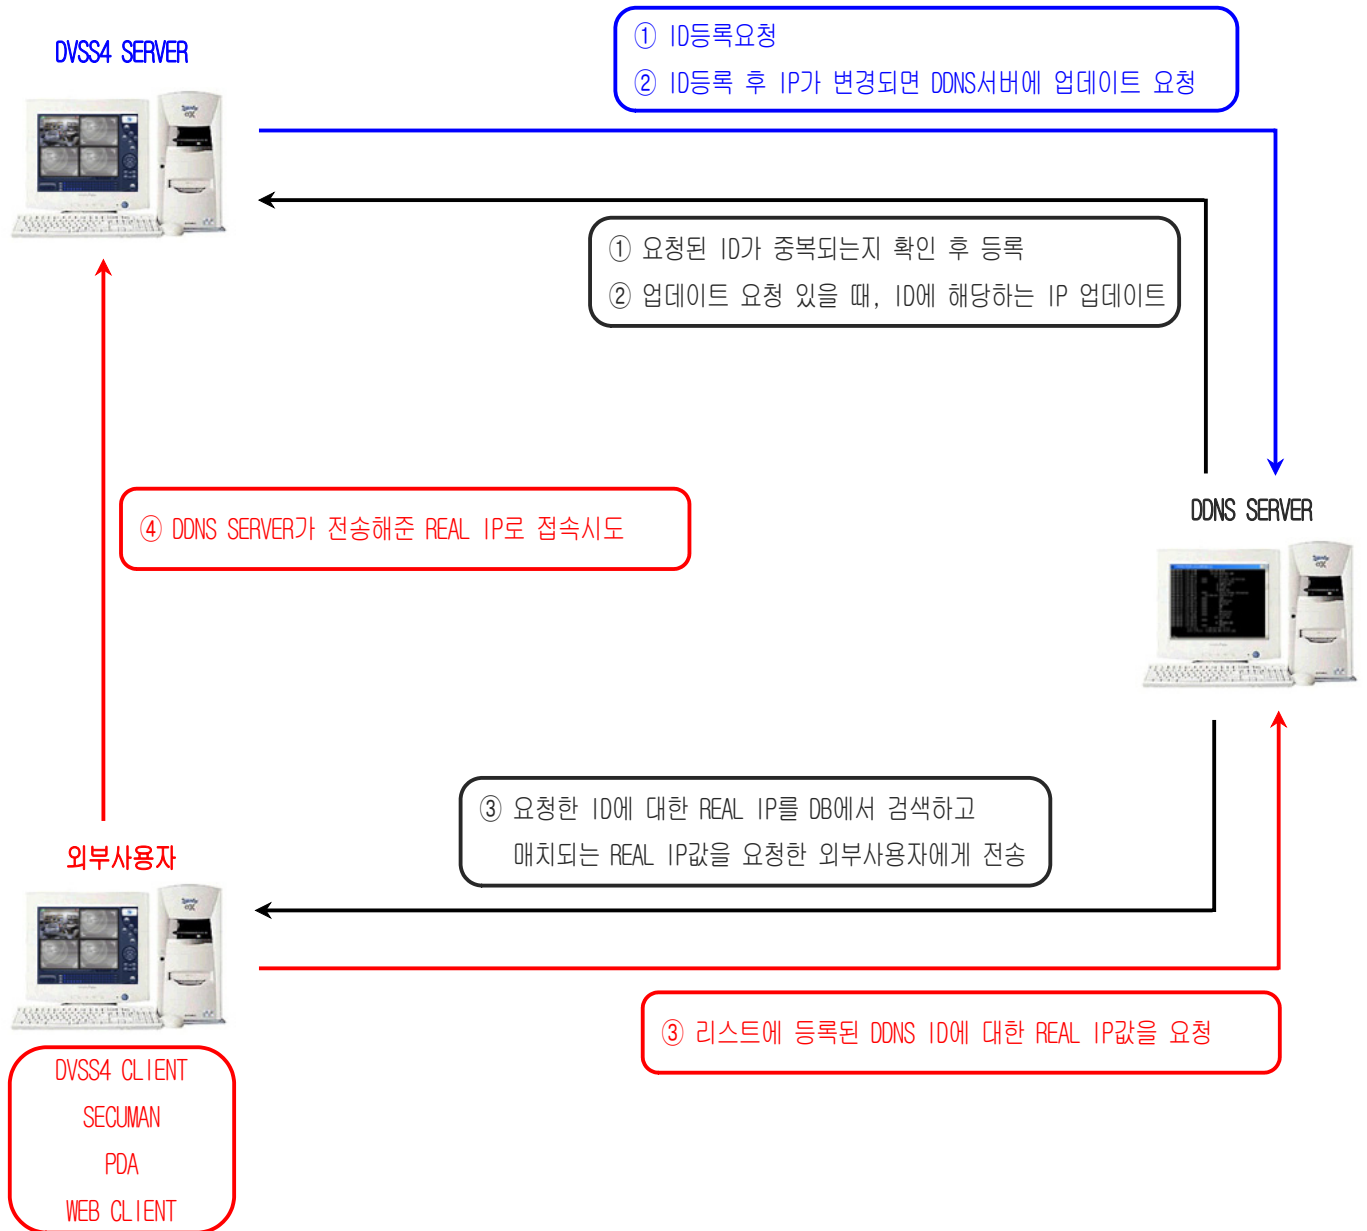 DVSS4 SERVER
① ID등록요청
② ID등록 후 IP가 변경되면 DDNS서버에 업데이트 요청
① 요청된 ID가 중복되는지 확인 후 등록
② 업데이트 요청 있을 때, ID에 해당하는 IP 업데이트
④ DDNS SERVER가 전송해준 REAL IP로 접속시도
DDNS SERVER
③ 요청한 ID에 대한 REAL IP를 DB에서 검색하고
매치되는 REAL IP값을 요청한 외부사용자에게 전송
외부사용자
③ 리스트에 등록된 DDNS ID에 대한 REAL IP값을 요청
DVSS4 CLIENT
SECUMAN
PDA
WEB CLIENT